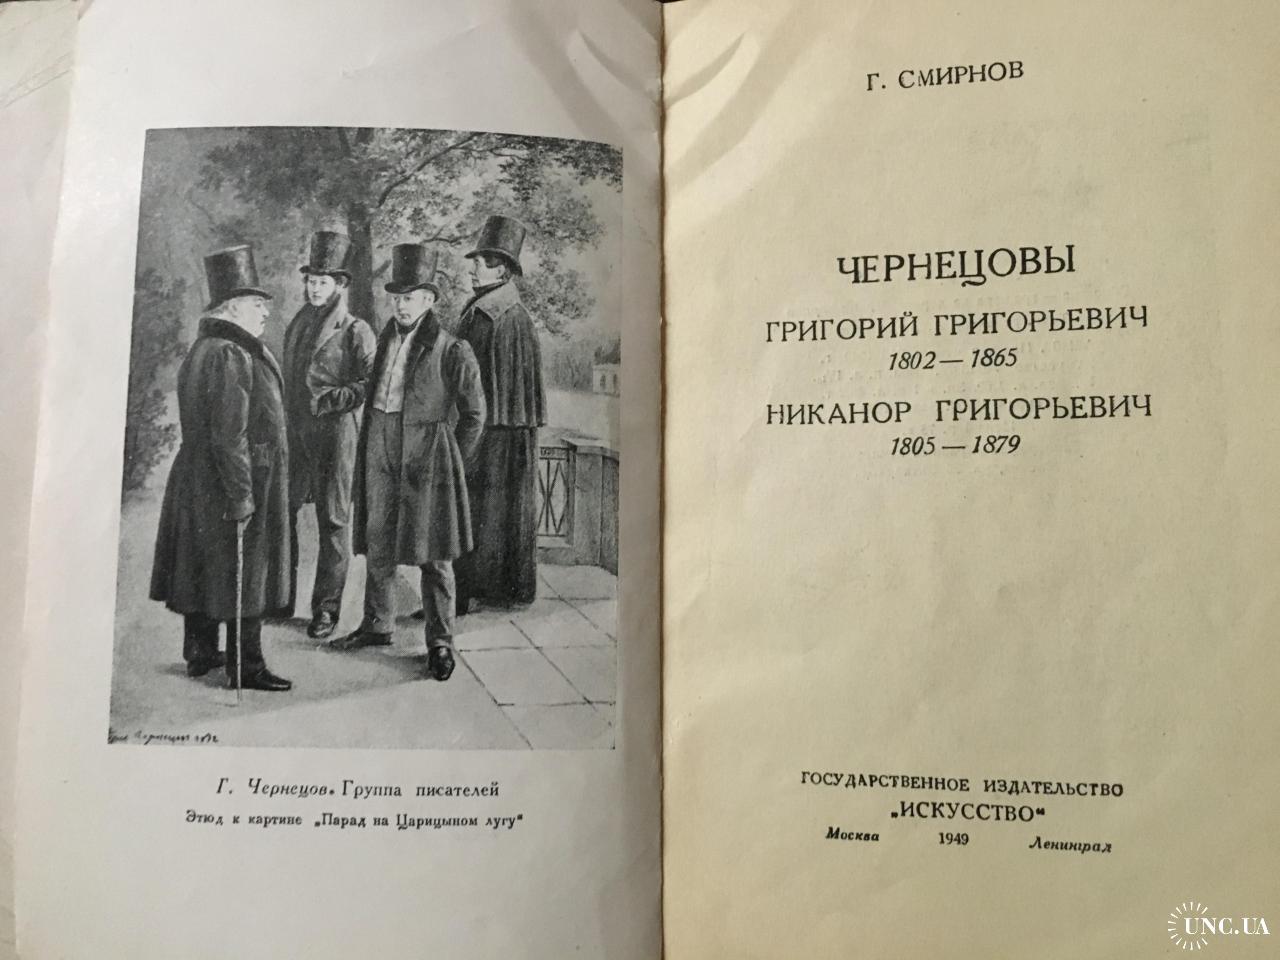 Г. Чернецов. Группа писателей
Этюд к картине „Парад на Царицыном лугу“
Г. СМИРНОВ
ЧЕРНЕЦОВЫ
ГРИГОРИЙ ГРИГОРЬЕВИЧ
1802 — 1865
НИКАНОР ГРИГОРЬЕВИЧ
1805 — 1879
ГОСУДАРСТВЕННОЕ ИЗДАТЕЛЬСТВО
„ИСКУССТВО“
Москва 1949 Ленинград
UNC.UA